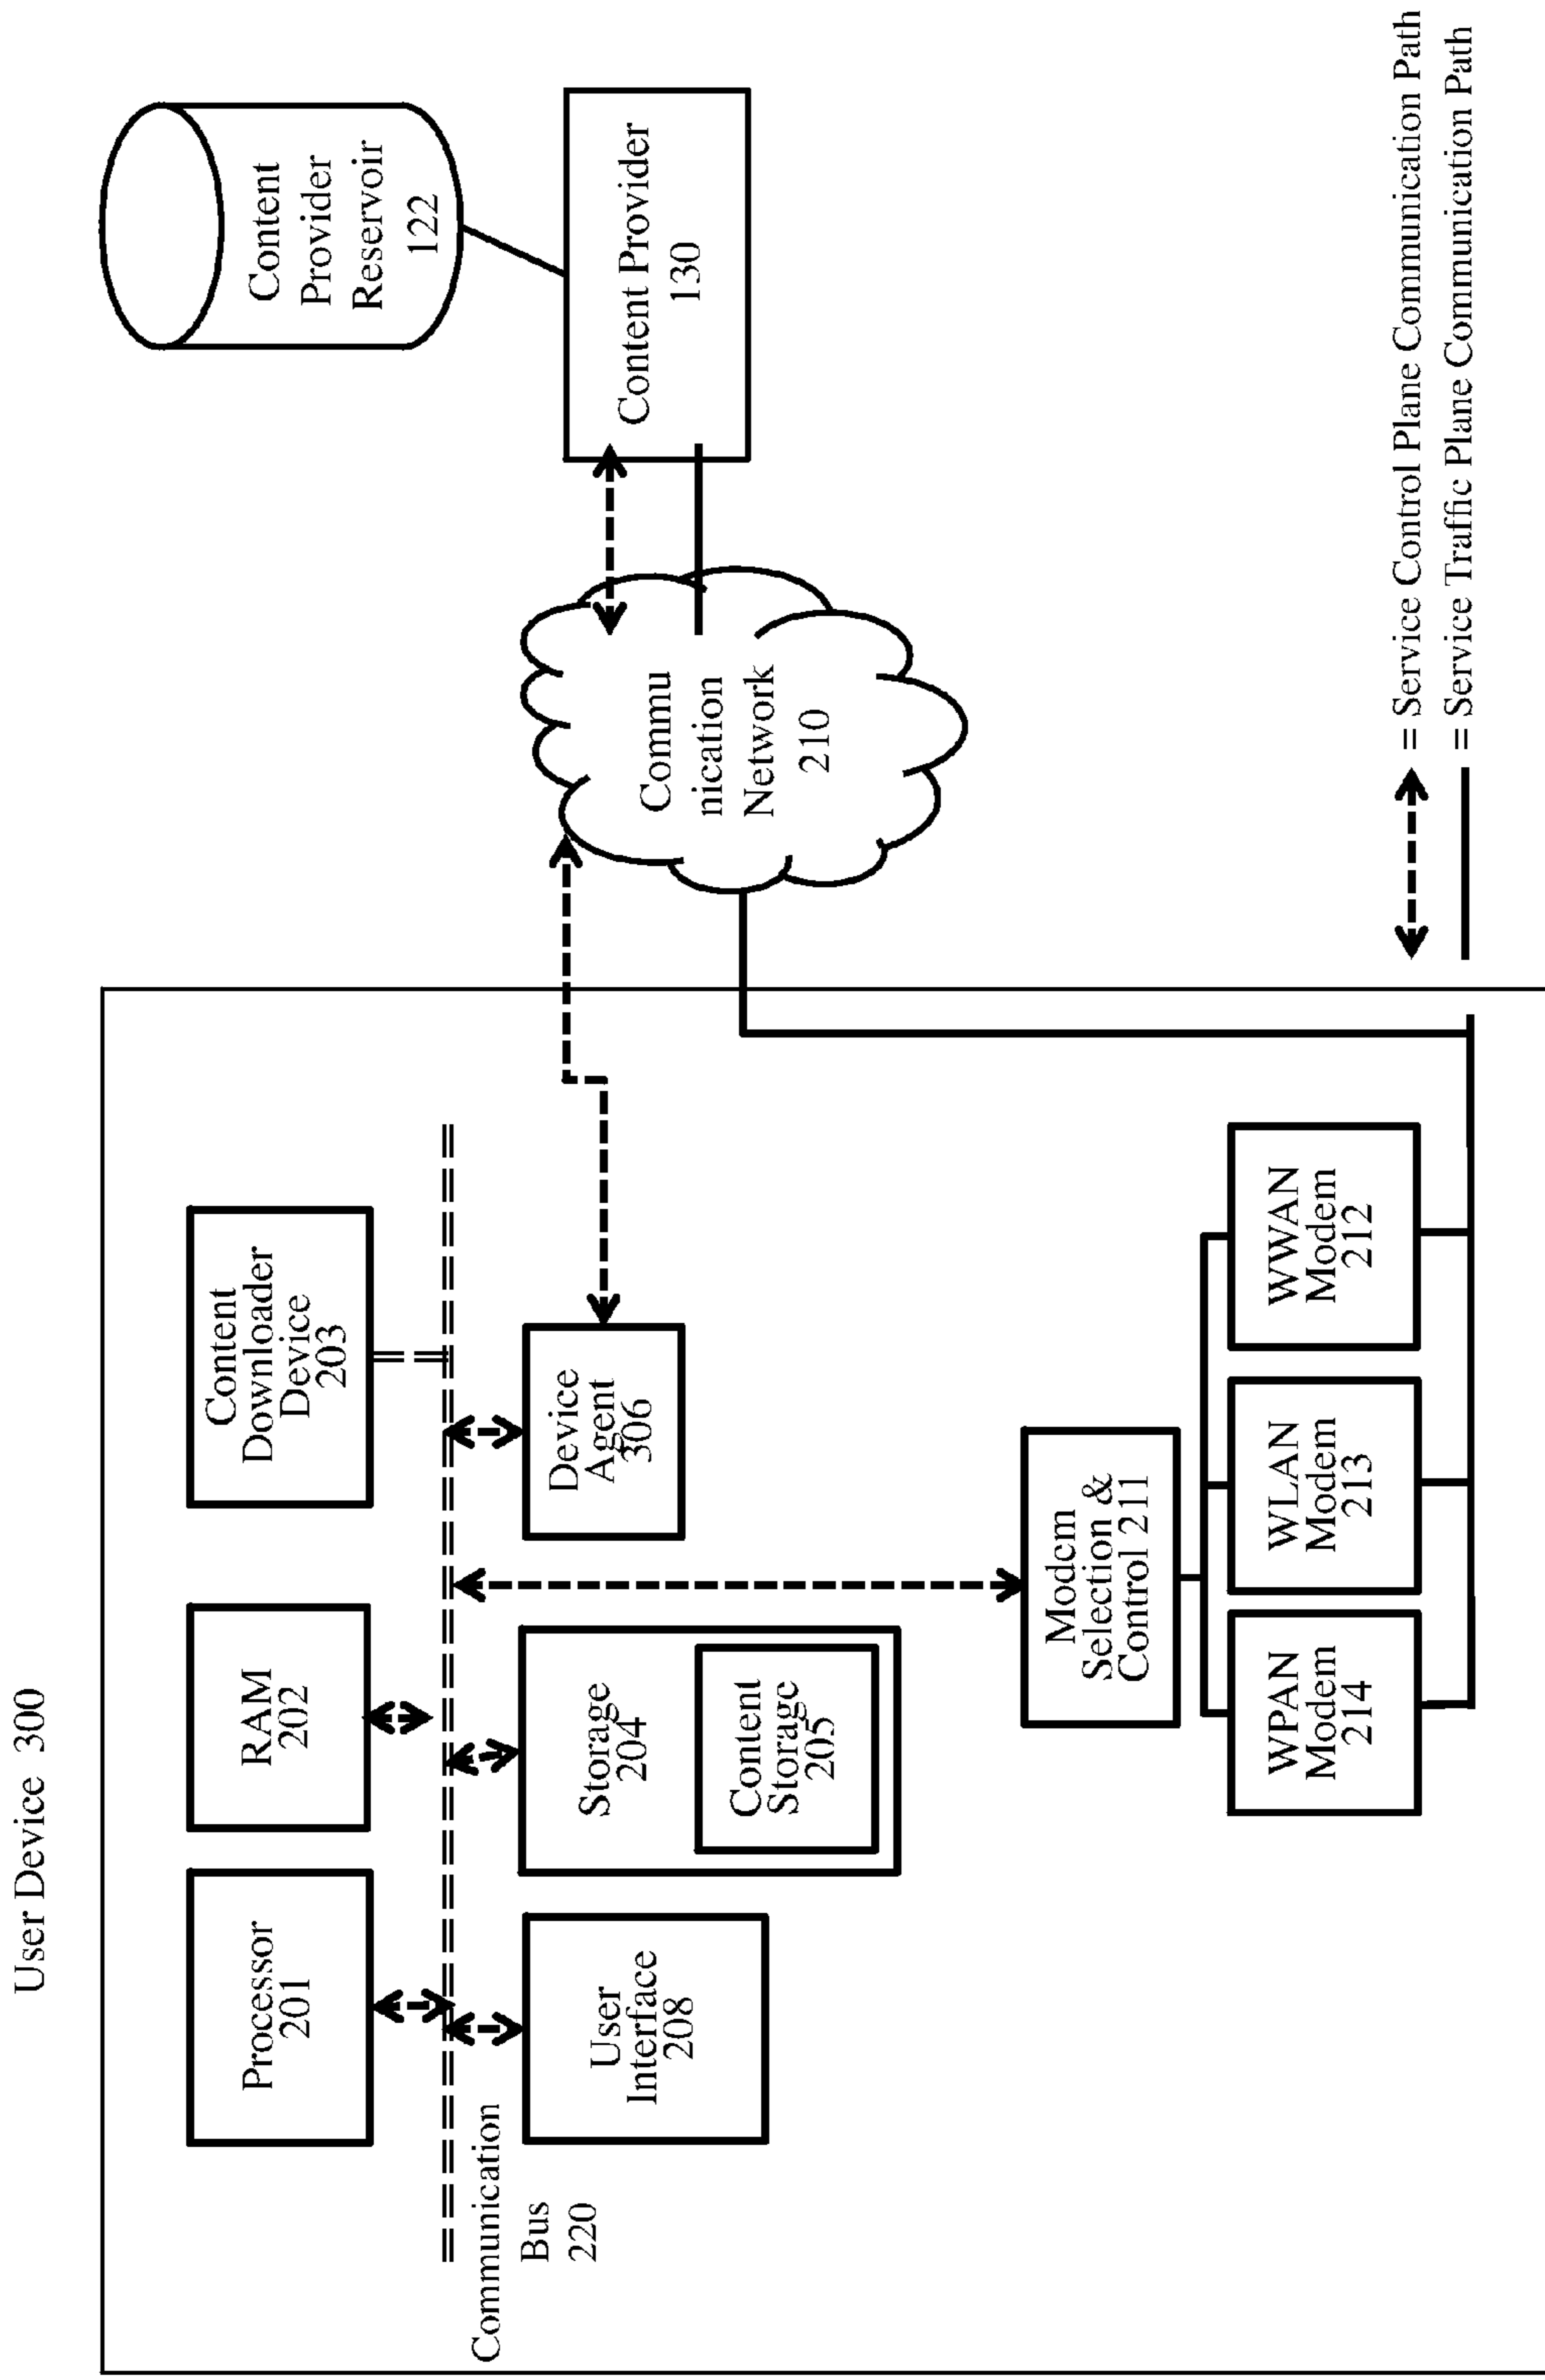 User Device 300
Processor
201
RAM
202
Content
Downloader
Device
203
Communication
Bus
220
User
Interface
208
Storage
204
Content
Storage
205
Device
Agent
306
Modem
Selection &
Control 211
WPAN
Modem
214
WLAN
Modem
213
WWAN
Modem
212
Commu
nication
Network
210
Content
Provider
Reservoir
122
Content Provider
130
= Service Control Plane Communication Path
= Service Traffic Plane Communication Path